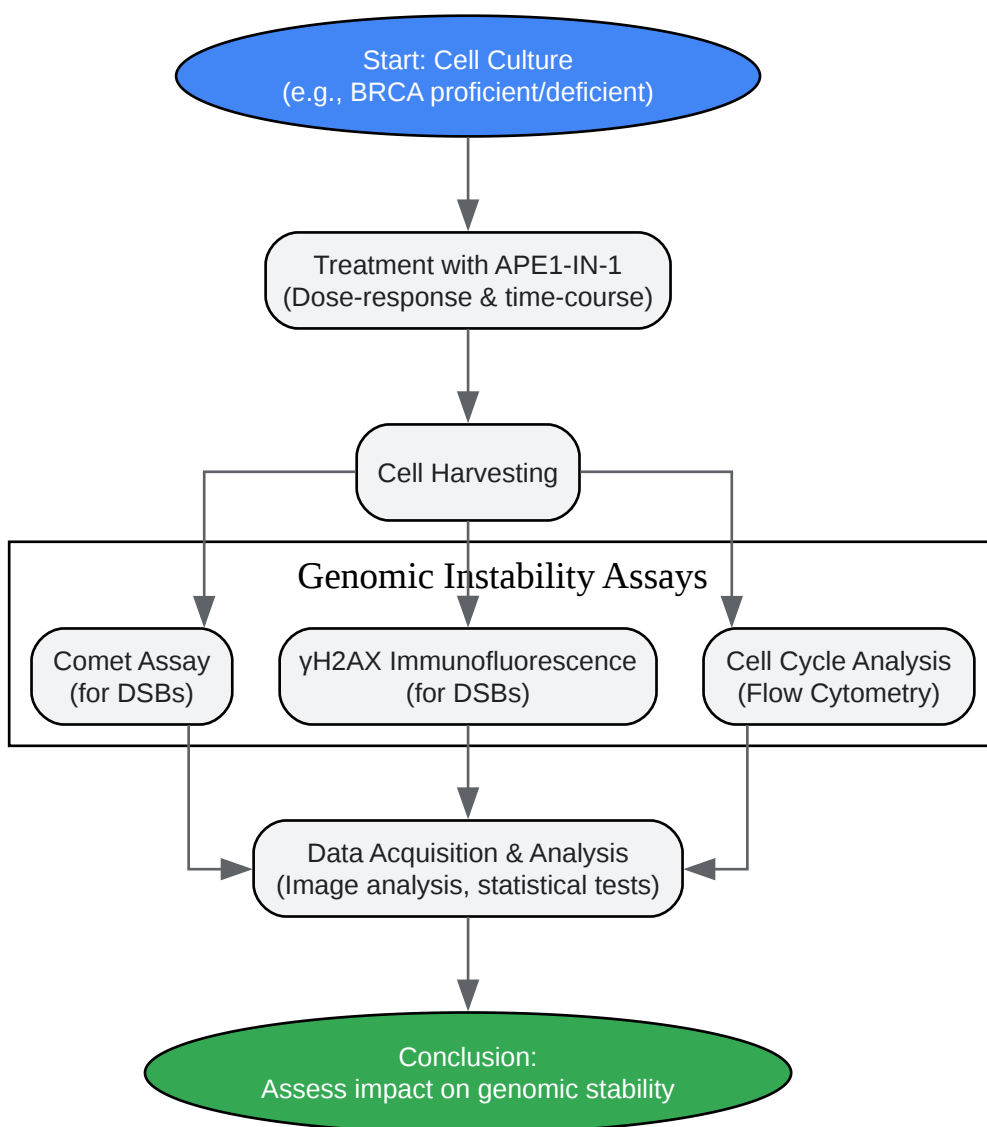 Start: Cell Culture
(e.g., BRCA proficient/deficient)
Treatment with APE1-IN-1
(Dose-response & time-course)
Cell Harvesting
Genomic Instability Assays
Comet Assay
(for DSBs)
γH2AX Immunofluorescence
(for DSBs)
Cell Cycle Analysis
(Flow Cytometry)
Data Acquisition & Analysis
(Image analysis, statistical tests)
Conclusion:
Assess impact on genomic stability